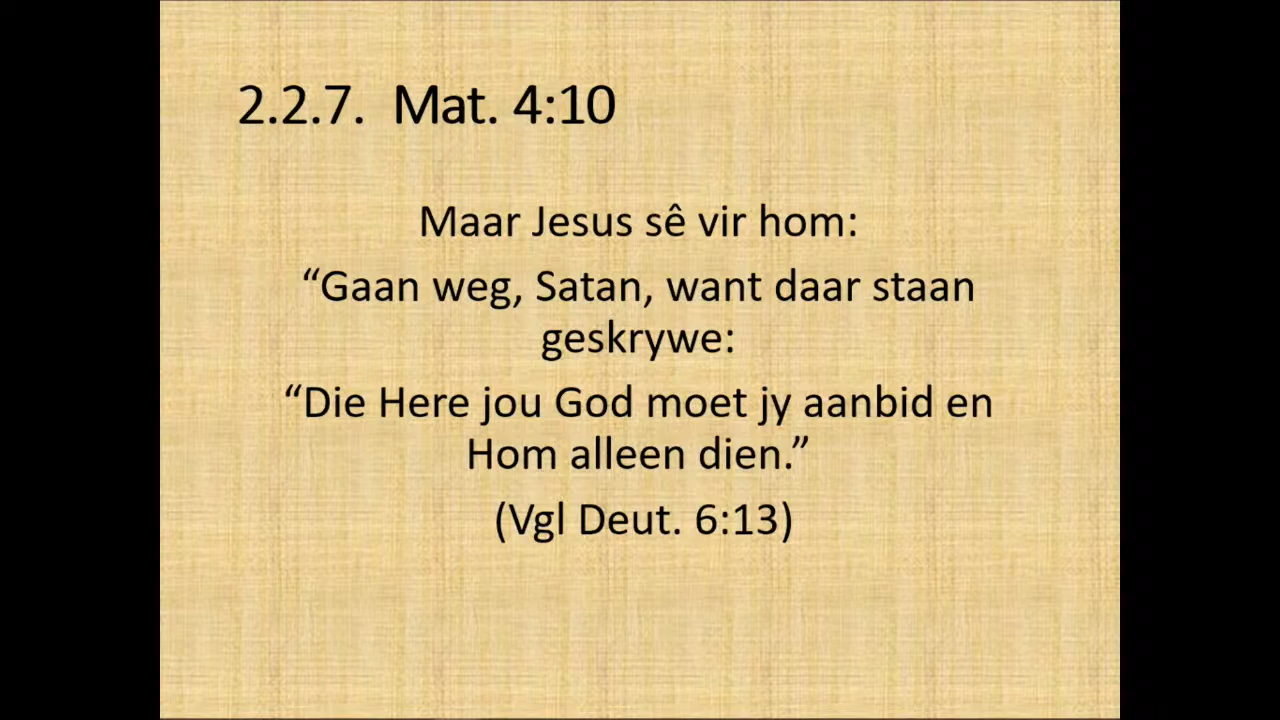 2.2.7. Mat. 4:10
Maar Jesus sê vir hom:
“Gaan weg, Satan, want daar staan
geskrywe:
“Die Here jou God moet jy aanbid en
Hom alleen dien.”
(Vgl Deut. 6:13)